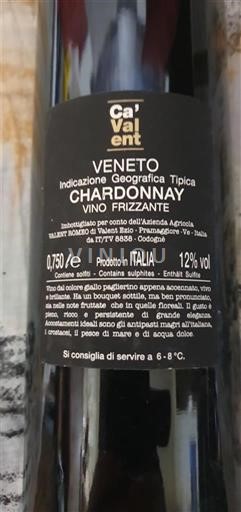 Ca'
Val
ent
VENETO
Indicazione Geografica Tipica
CHARDONNAY
VINO FRIZZANTE
Imbottigliato per conto dell'Azienda Agricola
VALENT ROMEO di Valent Ezio - Pramaggiore - Ve - Italia
da IT/TV 8838 - Codognè
0,750 l e Prodotto in ITALIA 12% vol
Contiene solfiti - Contains sulphites - Enthält Sulfite
VINOU
Vino dal colore giallo paglierino appena accennato, vivo
e brillante. Ha un bouquet sottile, ma ben pronunciato,
sia nelle note fruttate che in quelle floreali. Il gusto è
pieno, ricco e persistente di grande eleganza.
Accostamenti ideali sono gli antipasti magri all'italiana,
i crostacei, il pesce di mare e di acqua dolce.
Si consiglia di servire a 6 - 8 °C.